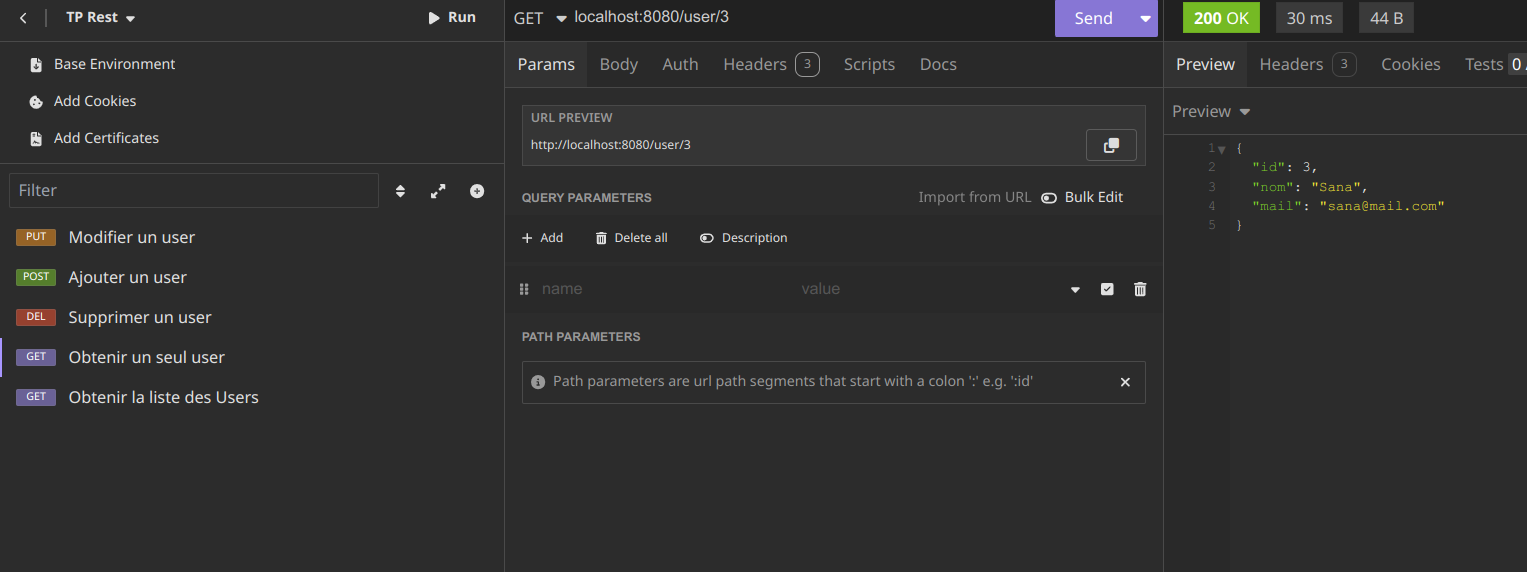 TP Rest
Run
Base Environment
Add Cookies
Add Certificates
Filter
PUT Modifier un user
POST Ajouter un user
DEL Supprimer un user
GET Obtenir un seul user
GET Obtenir la liste des Users
GET localhost:8080/user/3 Send
Params Body Auth Headers 3 Scripts Docs
URL PREVIEW
http://localhost:8080/user/3
QUERY PARAMETERS Import from URL Bulk Edit
Add Delete all Description
name value
PATH PARAMETERS
Path parameters are url path segments that start with a colon ':' e.g. ':id'
200 OK 30 ms 44 B
Preview Headers 3 Cookies Tests 0
Preview
1 {
2 "id": 3,
3 "nom": "Sana",
4 "mail": "sana@mail.com"
5 }